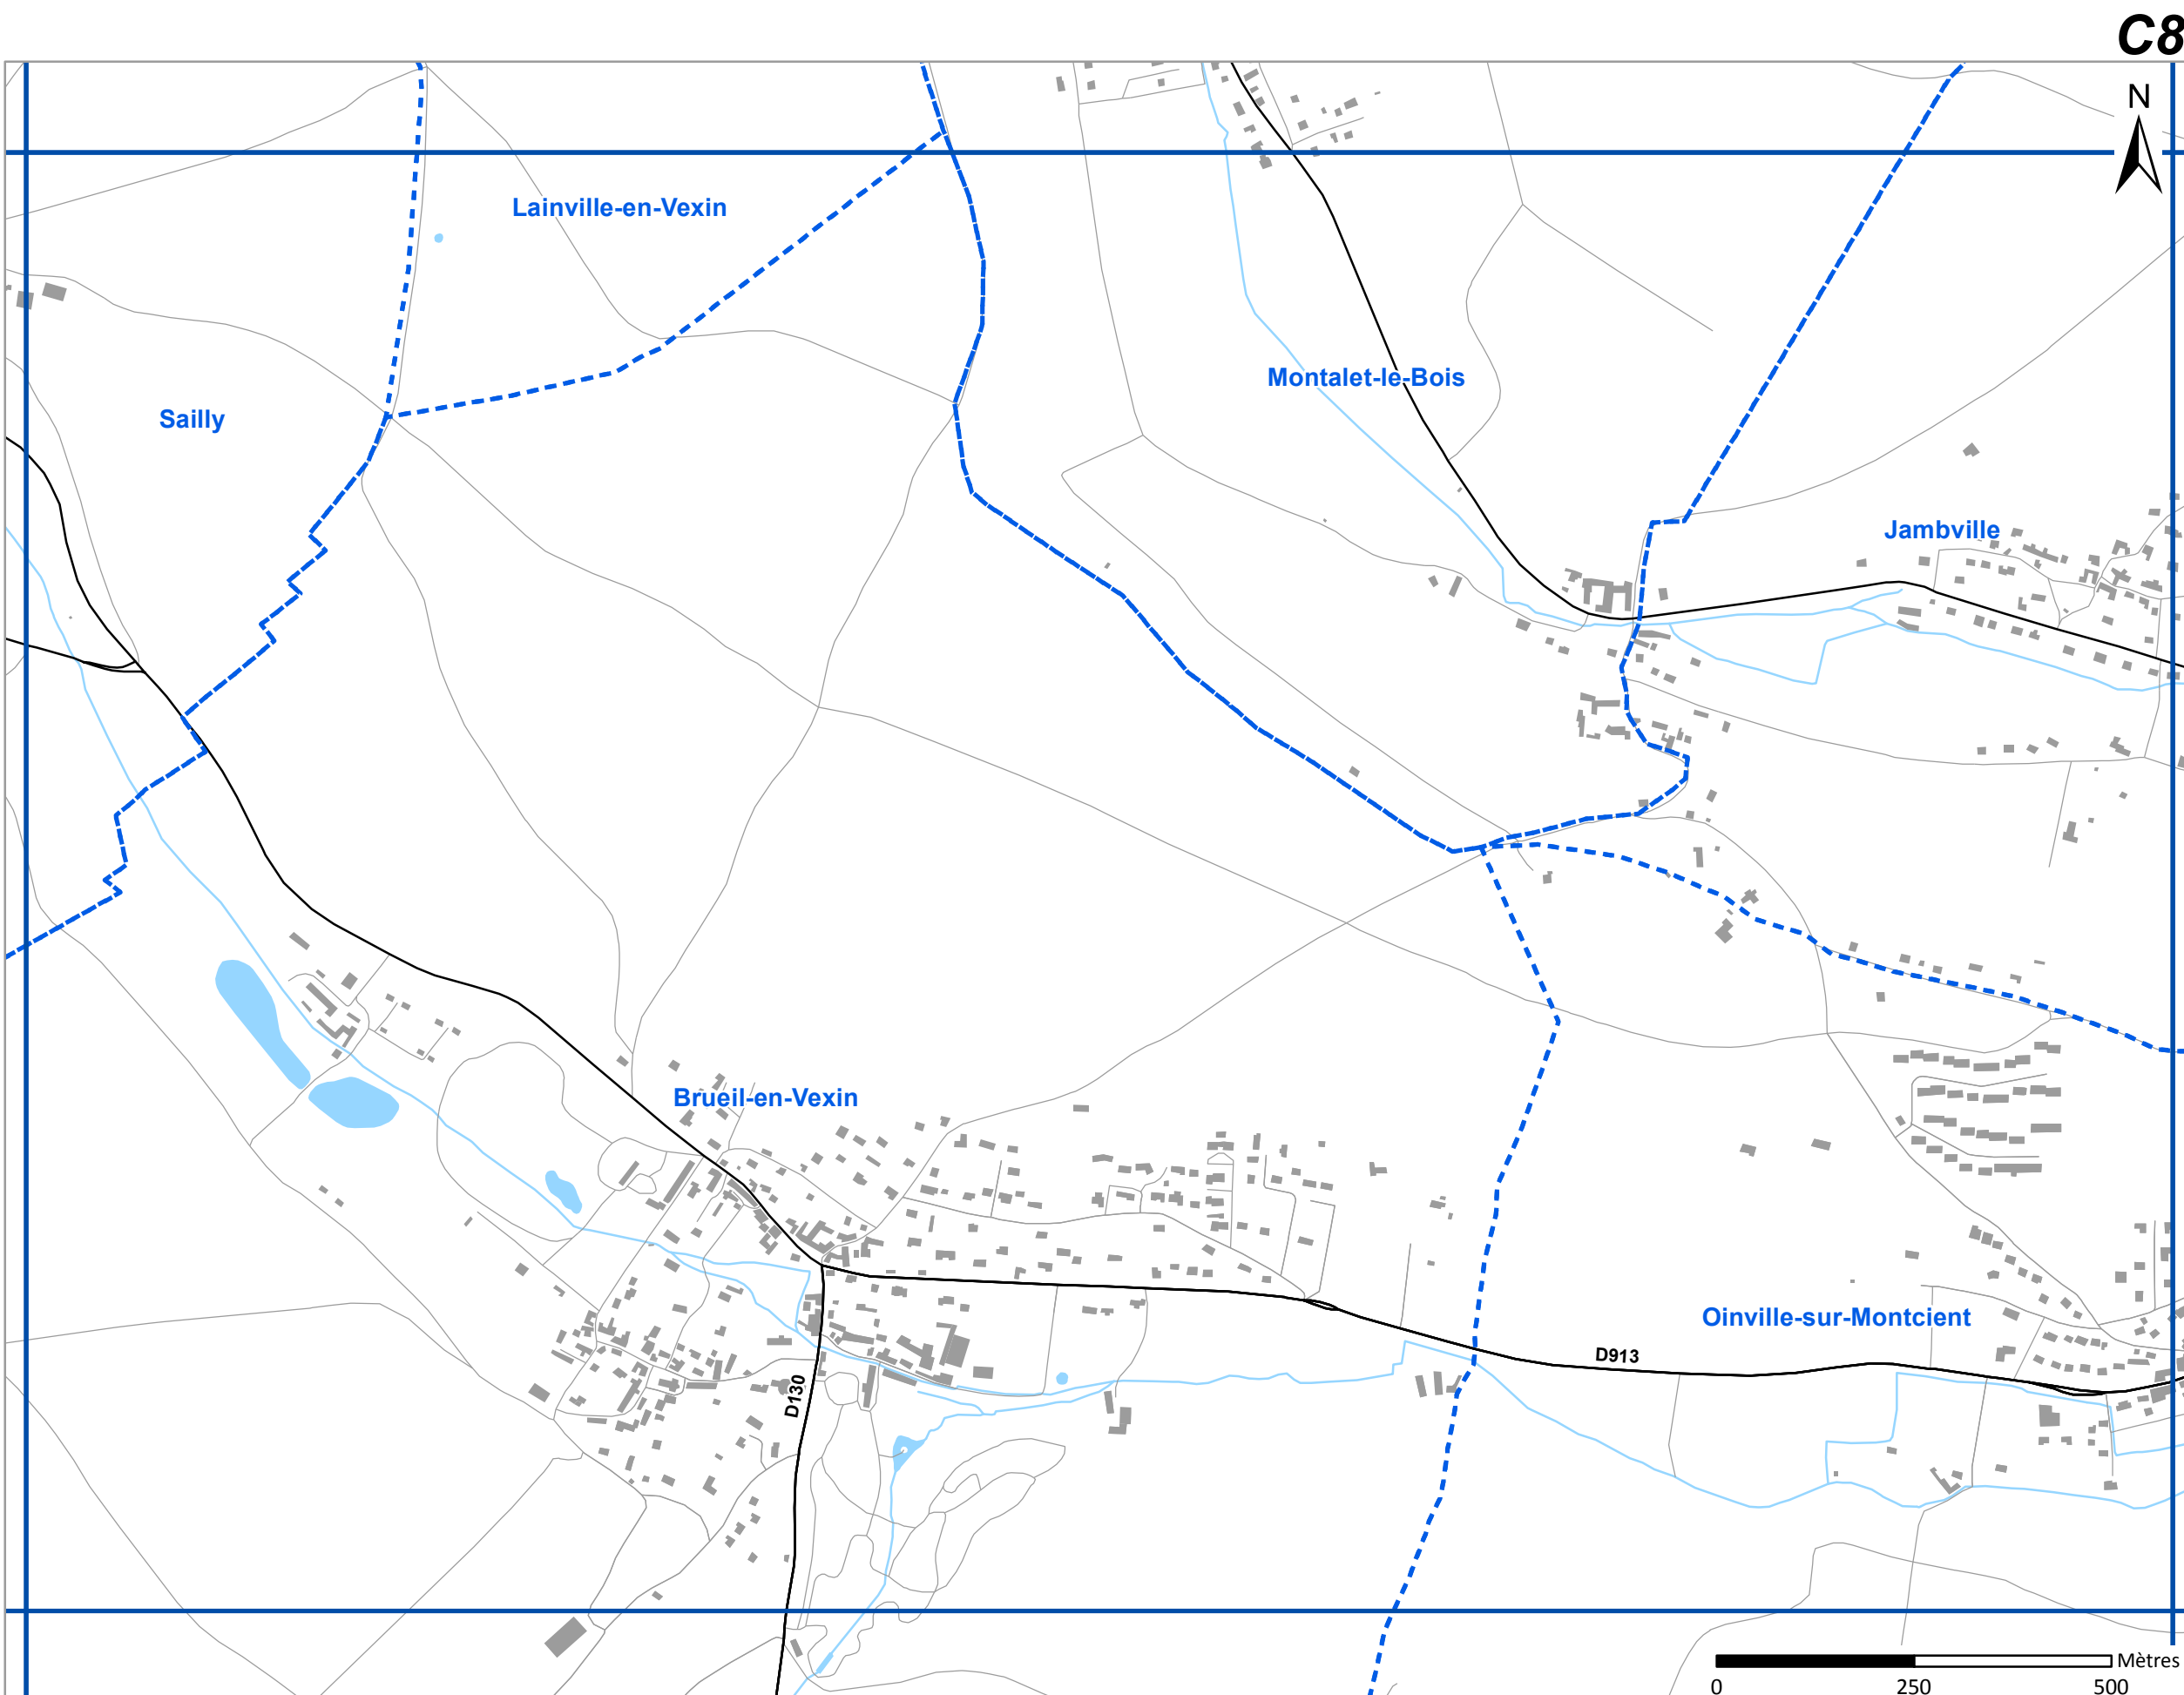 C8
N
Lainville-en-Vexin
Montalet-le-Bois
Sailly
Jambville
Brueil-en-Vexin
Oinville-sur-Montcient
D913
D130
Mètres
0 250 500